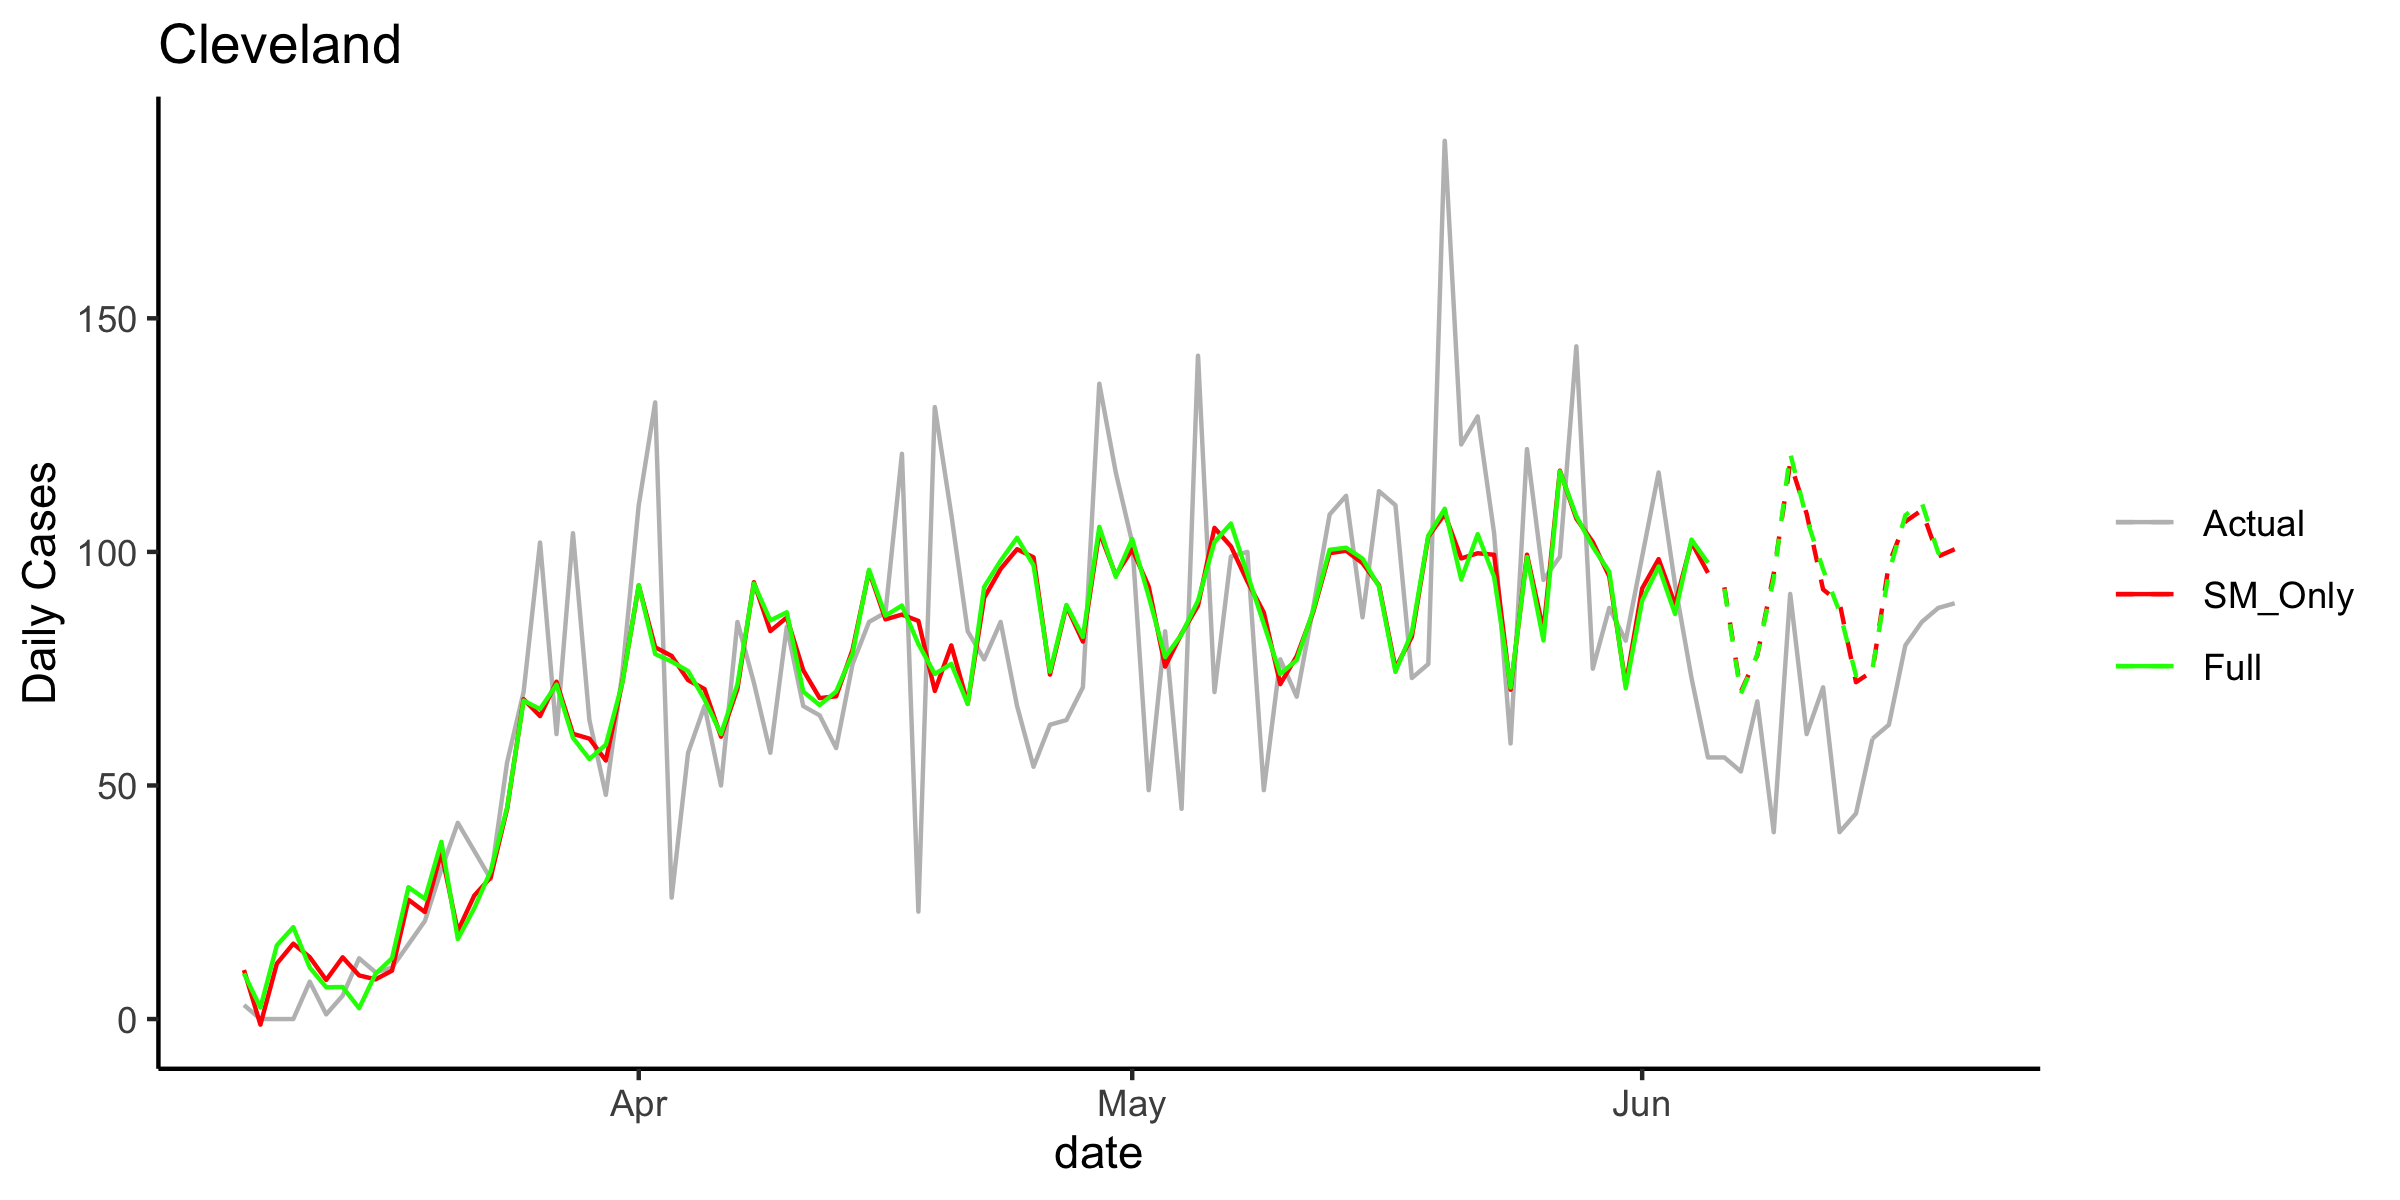 Cleveland
Daily Cases
150
100
50
0
Apr
May
Jun
date
Actual
SM_Only
Full